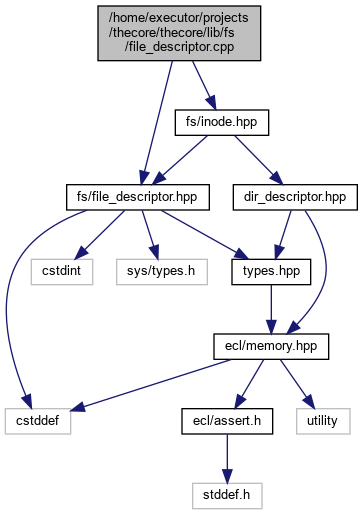 /home/executor/projects
/thecore/thecore/lib/fs
/file_descriptor.cpp
fs/inode.hpp
fs/file_descriptor.hpp
dir_descriptor.hpp
cstdint
sys/types.h
types.hpp
ecl/memory.hpp
cstddef
ecl/assert.h
utility
stddef.h